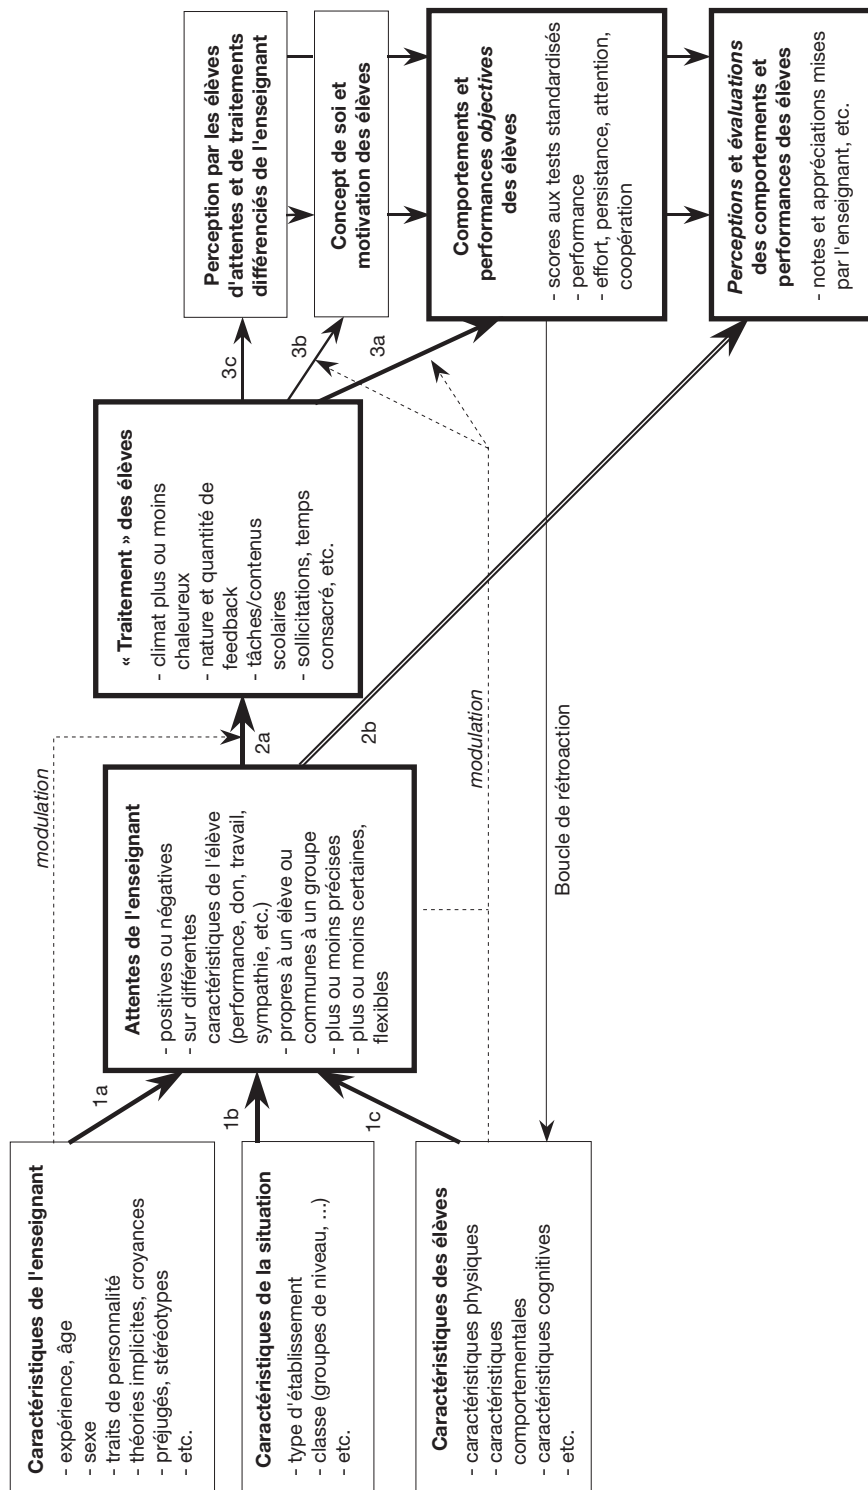 Caractéristiques de l'enseignant
- expérience, âge
- sexe
- traits de personnalité
- théories implicites, croyances
- préjugés, stéréotypes
- etc.
Caractéristiques de la situation
- type d'établissement
- classe (groupes de niveau, ...)
- etc.
Caractéristiques des élèves
- caractéristiques physiques
- caractéristiques
comportementales
- caractéristiques cognitives
- etc.
1a
1b
1c
modulation
Attentes de l'enseignant
- positives ou négatives
- sur différentes
caractéristiques de l'élève
(performance, don, travail,
sympathie, etc.)
- propres à un élève ou
communes à un groupe
- plus ou moins précises
- plus ou moins certaines,
flexibles
2a
2b
modulation
Boucle de rétroaction
« Traitement » des élèves
- climat plus ou moins
chaleureux
- nature et quantité de
feedback
- tâches/contenus
scolaires
- sollicitations, temps
consacré, etc.
3c
3b
3a
Perception par les élèves
d'attentes et de traitements
différenciés de l'enseignant
Concept de soi et
motivation des élèves
Comportements et
performances objectives
des élèves
- scores aux tests standardisés
- performance
- effort, persistance, attention,
coopération
Perceptions et évaluations
des comportements et
performances des élèves
- notes et appréciations mises
par l'enseignant, etc.